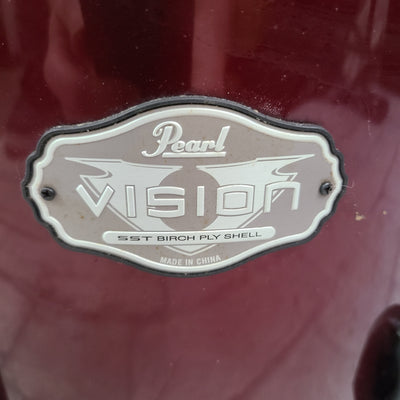 Pearl
VISION
SST BIRCH PLY SHELL
MADE IN CHINA